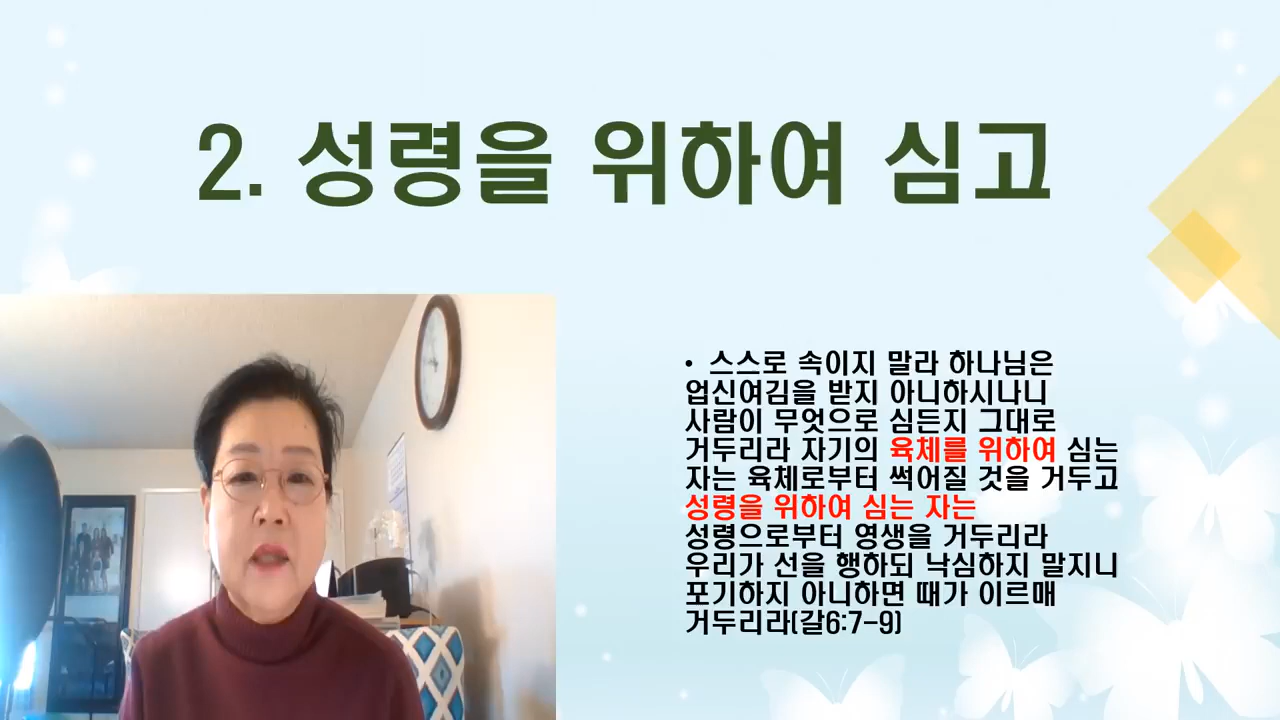 2. 성령을 위하여 심고
• 스스로 속이지 말라 하나님은
업신여김을 받지 아니하시나니
사람이 무엇으로 심든지 그대로
거두리라 자기의 육체를 위하여 심는
자는 육체로부터 썩어질 것을 거두고
성령을 위하여 심는 자는
성령으로부터 영생을 거두리라
우리가 선을 행하되 낙심하지 말지니
포기하지 아니하면 때가 이르매
거두리라(갈6:7-9)